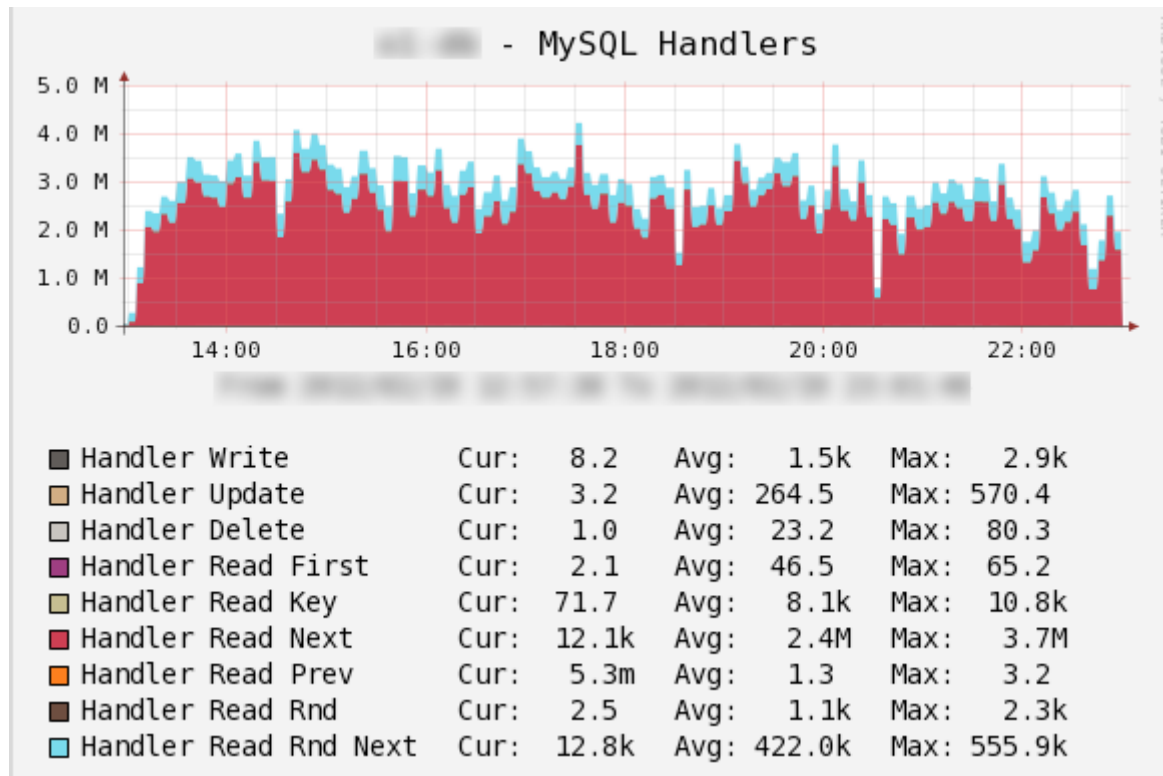 - MySQL Handlers
5.0 M
4.0 M
3.0 M
2.0 M
1.0 M
0.0
14:00 16:00 18:00 20:00 22:00
Handler Write Cur: 8.2 Avg: 1.5k Max: 2.9k
Handler Update Cur: 3.2 Avg: 264.5 Max: 570.4
Handler Delete Cur: 1.0 Avg: 23.2 Max: 80.3
Handler Read First Cur: 2.1 Avg: 46.5 Max: 65.2
Handler Read Key Cur: 71.7 Avg: 8.1k Max: 10.8k
Handler Read Next Cur: 12.1k Avg: 2.4M Max: 3.7M
Handler Read Prev Cur: 5.3m Avg: 1.3 Max: 3.2
Handler Read Rnd Cur: 2.5 Avg: 1.1k Max: 2.3k
Handler Read Rnd Next Cur: 12.8k Avg: 422.0k Max: 555.9k